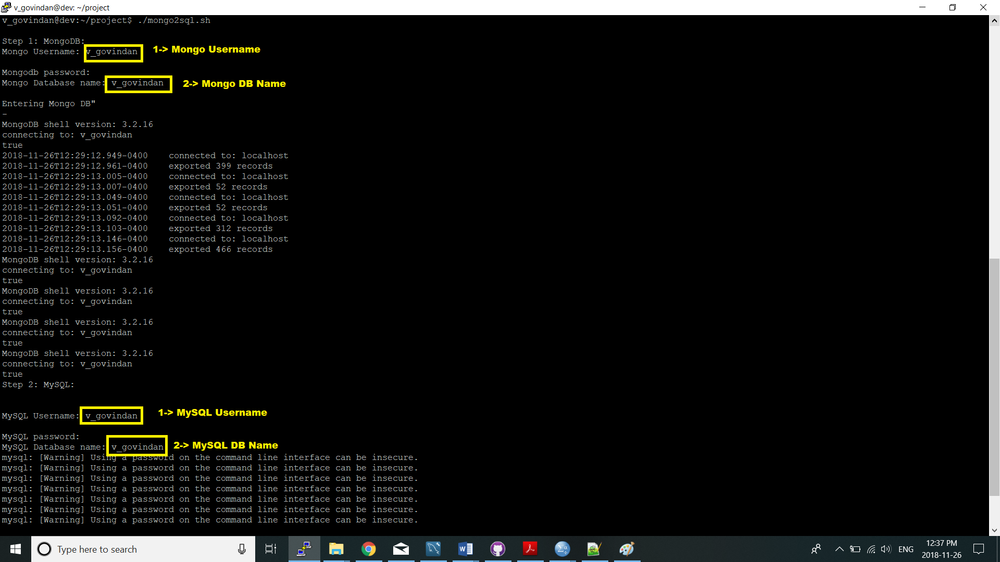 v_govindan@dev: ~/project
v_govindan@dev:~/project$ ./mongo2sql.sh
Step 1: MongoDB:
Mongo Username: v_govindan 1-> Mongo Username
Mongodb password:
Mongo Database name: v_govindan 2-> Mongo DB Name
Entering Mongo DB"
-
MongoDB shell version: 3.2.16
connecting to: v_govindan
true
2018-11-26T12:29:12.949-0400 connected to: localhost
2018-11-26T12:29:12.961-0400 exported 399 records
2018-11-26T12:29:13.005-0400 connected to: localhost
2018-11-26T12:29:13.007-0400 exported 52 records
2018-11-26T12:29:13.049-0400 connected to: localhost
2018-11-26T12:29:13.051-0400 exported 52 records
2018-11-26T12:29:13.092-0400 connected to: localhost
2018-11-26T12:29:13.103-0400 exported 312 records
2018-11-26T12:29:13.146-0400 connected to: localhost
2018-11-26T12:29:13.156-0400 exported 466 records
MongoDB shell version: 3.2.16
connecting to: v_govindan
true
MongoDB shell version: 3.2.16
connecting to: v_govindan
true
MongoDB shell version: 3.2.16
connecting to: v_govindan
true
MongoDB shell version: 3.2.16
connecting to: v_govindan
true
Step 2: MySQL:
MySQL Username: v_govindan 1-> MySQL Username
MySQL password:
MySQL Database name: v_govindan 2-> MySQL DB Name
mysql: [Warning] Using a password on the command line interface can be insecure.
mysql: [Warning] Using a password on the command line interface can be insecure.
mysql: [Warning] Using a password on the command line interface can be insecure.
mysql: [Warning] Using a password on the command line interface can be insecure.
mysql: [Warning] Using a password on the command line interface can be insecure.
mysql: [Warning] Using a password on the command line interface can be insecure.
mysql: [Warning] Using a password on the command line interface can be insecure.
Type here to search
ENG
12:37 PM
2018-11-26